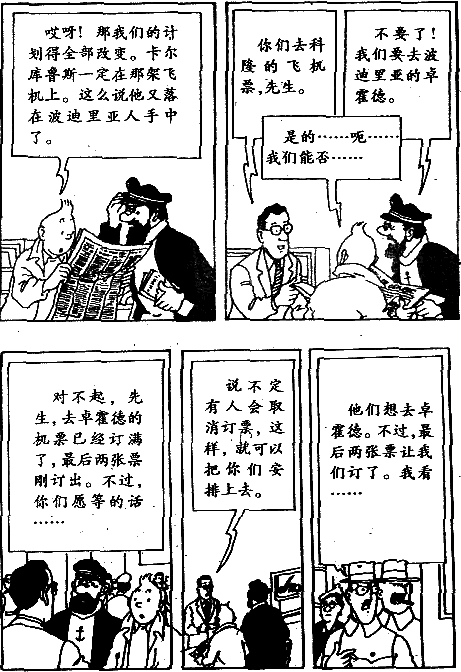 哎呀！那我们的计
划得全部改变。卡尔
库鲁斯一定在那架飞
机上。这么说他又落
在波迪里亚人手中
了。
你们去科
隆的飞机
票，先生。
不要了！
我们要去波
迪里亚的卓
霍德。
是的……呃……
我们能否……
对不起，先
生，去卓霍德的
机票已经订满
了，最后两张票
刚订出。不过，
你们愿等的话
……
说不定
有人会取
消订票，这
样，就可以
把你们安
排上去。
他们想去卓
霍德。不过，最
后两张票让我
们订了。我看
……